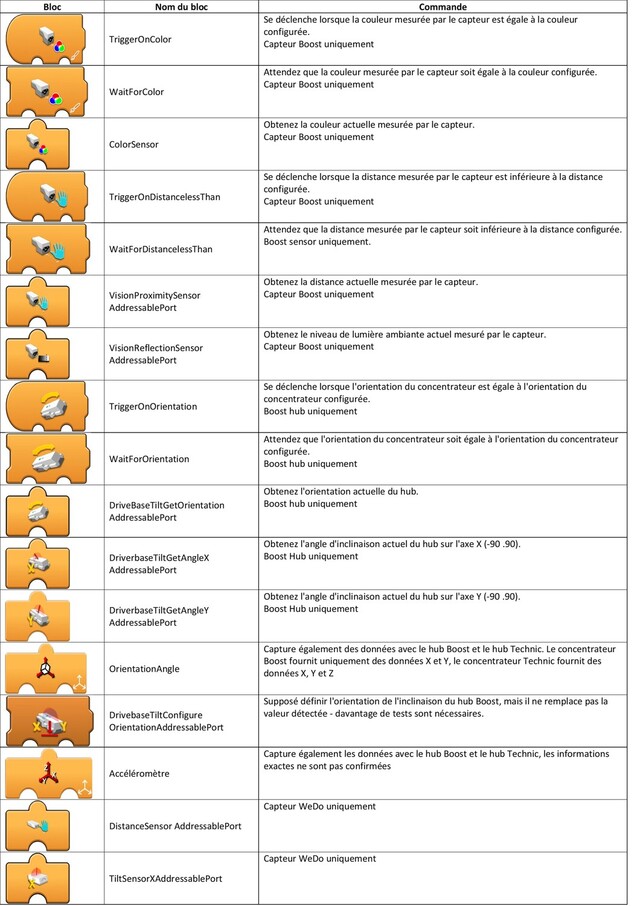 Bloc Nom du bloc Commande
Se déclenche lorsque la couleur mesurée par le capteur est égale à la couleur
configurée.
TriggerOnColor
Capteur Boost uniquement
Attendez que la couleur mesurée par le capteur soit égale à la couleur configurée.
Capteur Boost uniquement
WaitForColor
Obtenez la couleur actuelle mesurée par le capteur.
Capteur Boost uniquement
ColorSensor
Se déclenche lorsque la distance mesurée par le capteur est inférieure à la distance
configurée.
TriggerOnDistancelessThan
Capteur Boost uniquement
Attendez que la distance mesurée par le capteur soit inférieure à la distance configurée.
Boost sensor uniquement.
WaitForDistancelessThan
Obtenez la distance actuelle mesurée par le capteur.
Capteur Boost uniquement
VisionProximitySensor
AddressablePort
Obtenez le niveau de lumière ambiante actuel mesuré par le capteur.
Capteur Boost uniquement
VisionReflectionSensor
AddressablePort
Se déclenche lorsque l'orientation du concentrateur est égale à l'orientation du
concentrateur configurée.
TriggerOnOrientation
Boost hub uniquement
Attendez que l'orientation du concentrateur soit égale à l'orientation du concentrateur
configurée.
WaitForOrientation
Boost hub uniquement
Obtenez l'orientation actuelle du hub.
Boost hub uniquement
DriveBaseTiltGetOrientation
AddressablePort
Obtenez l'angle d'inclinaison actuel du hub sur l'axe X (-90 .90).
Boost Hub uniquement
DriverbaseTiltGetAngleX
AddressablePort
Obtenez l'angle d'inclinaison actuel du hub sur l'axe Y (-90 .90).
Boost Hub uniquement
DriverbaseTiltGetAngleY
AddressablePort
Capture également des données avec le hub Boost et le hub Technic. Le concentrateur
Boost fournit uniquement des données X et Y, le concentrateur Technic fournit des
données X, Y et Z
OrientationAngle
Supposé définir l'orientation de l'inclinaison du hub Boost, mais il ne remplace pas la
valeur détectée - davantage de tests sont nécessaires.
DrivebaseTiltConfigure
OrientationAddressablePort
X Y
Capture également les données avec le hub Boost et le hub Technic, les informations
exactes ne sont pas confirmées
Accéléromètre
Capteur WeDo uniquement
DistanceSensor AddressablePort
Capteur WeDo uniquement
TiltSensorXAddressablePort